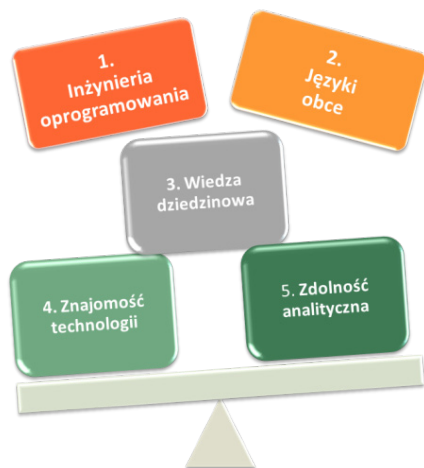 1.
Inżynieria
oprogramowania
2.
Języki
obce
3. Wiedza
dziedzinowa
4. Znajomość
technologii
5. Zdolność
analityczna